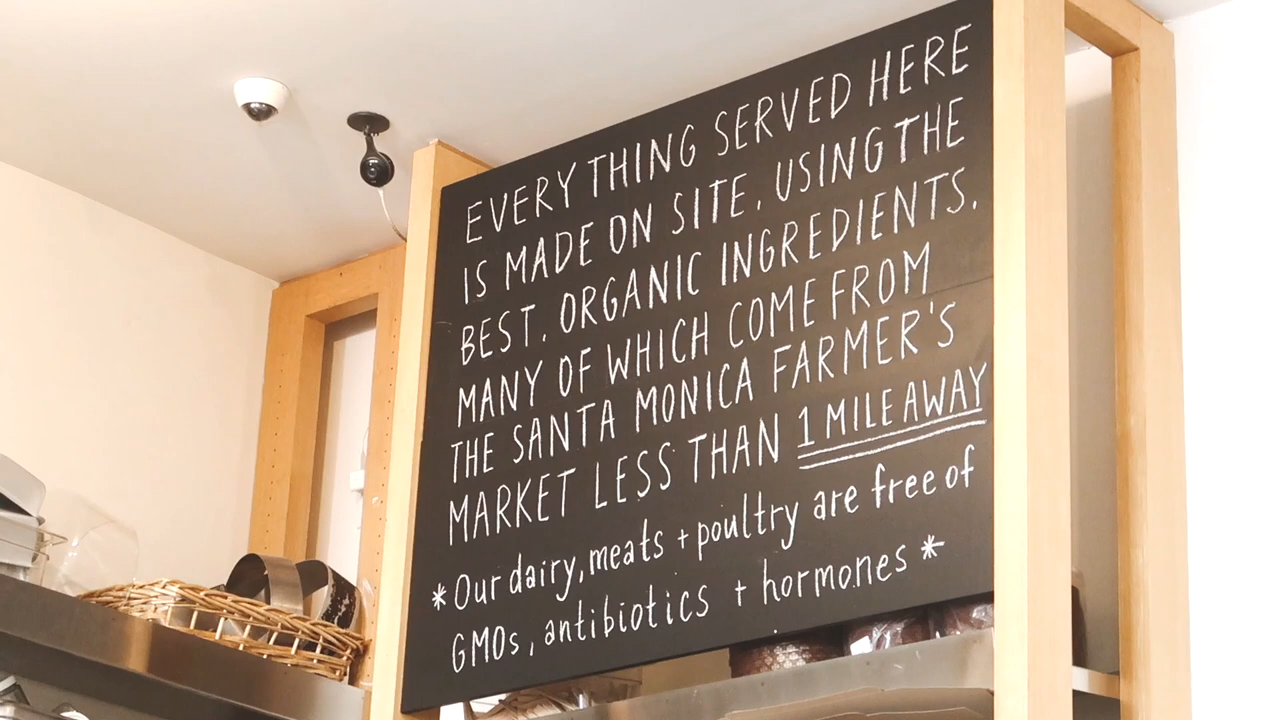 EVERYTHING SERVED HERE
IS MADE ON SITE, USING THE
BEST, ORGANIC INGREDIENTS,
MANY OF WHICH COME FROM
THE SANTA MONICA FARMER'S
MARKET LESS THAN 1 MILE AWAY
*Our dairy, meats + poultry are free of
GMOs, antibiotics + hormones *